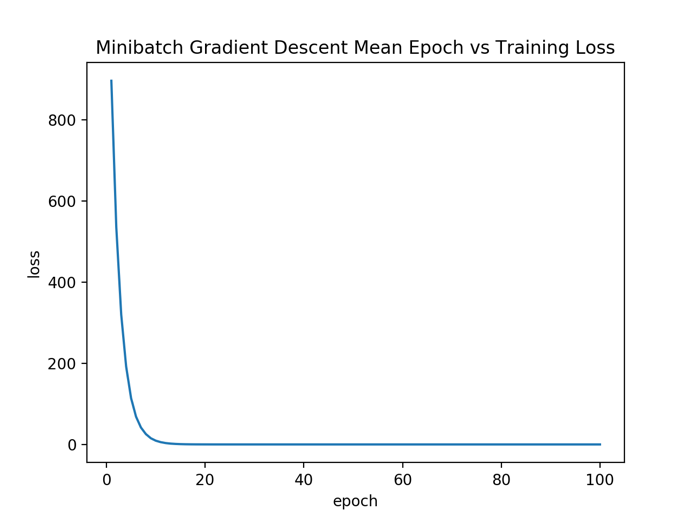 Minibatch Gradient Descent Mean Epoch vs Training Loss
800
600
400
200
0
loss
0 20 40 60 80 100
epoch